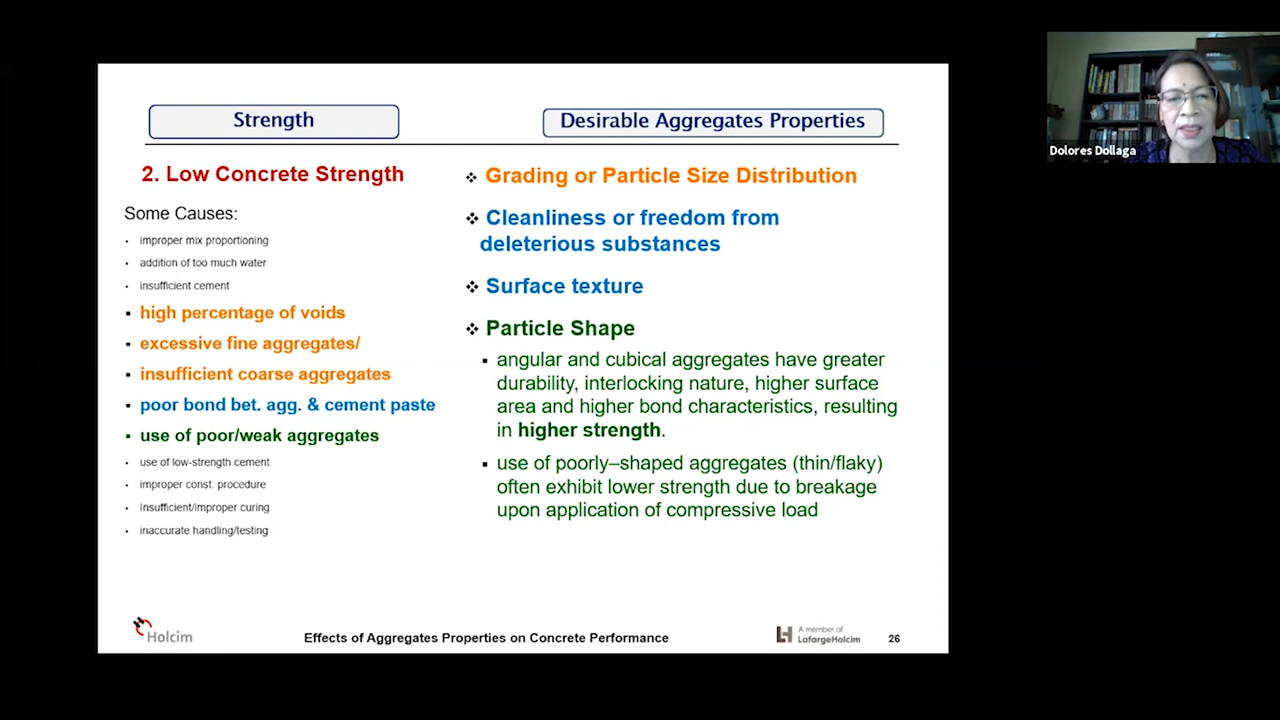 Strength
Desirable Aggregates Properties
2. Low Concrete Strength
Some Causes:
improper mix proportioning
addition of too much water
insufficient cement
high percentage of voids
excessive fine aggregates/
insufficient coarse aggregates
poor bond bet. agg. & cement paste
use of poor/weak aggregates
use of low-strength cement
improper const. procedure
Insufficient/improper curing
inaccurate handling/testing
Grading or Particle Size Distribution
Cleanliness or freedom from
deleterious substances
Surface texture
Particle Shape
angular and cubical aggregates have greater
durability, interlocking nature, higher surface
area and higher bond characteristics, resulting
in higher strength.
use of poorly–shaped aggregates (thin/flaky)
often exhibit lower strength due to breakage
upon application of compressive load
Holcim
Effects of Aggregates Properties on Concrete Performance
A member of
LafargeHolcim
26
Dolores Dollaga